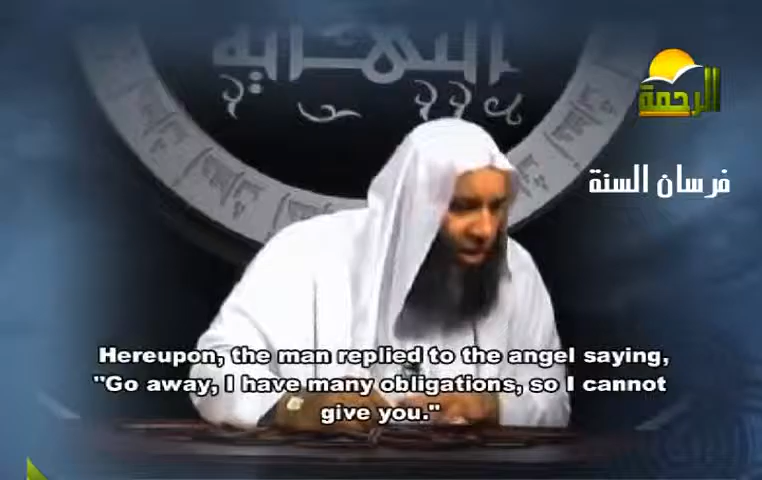 الرحمة
فرسان السنة
Hereupon, the man replied to the angel saying,
"Go away, I have many obligations, so I cannot
give you."